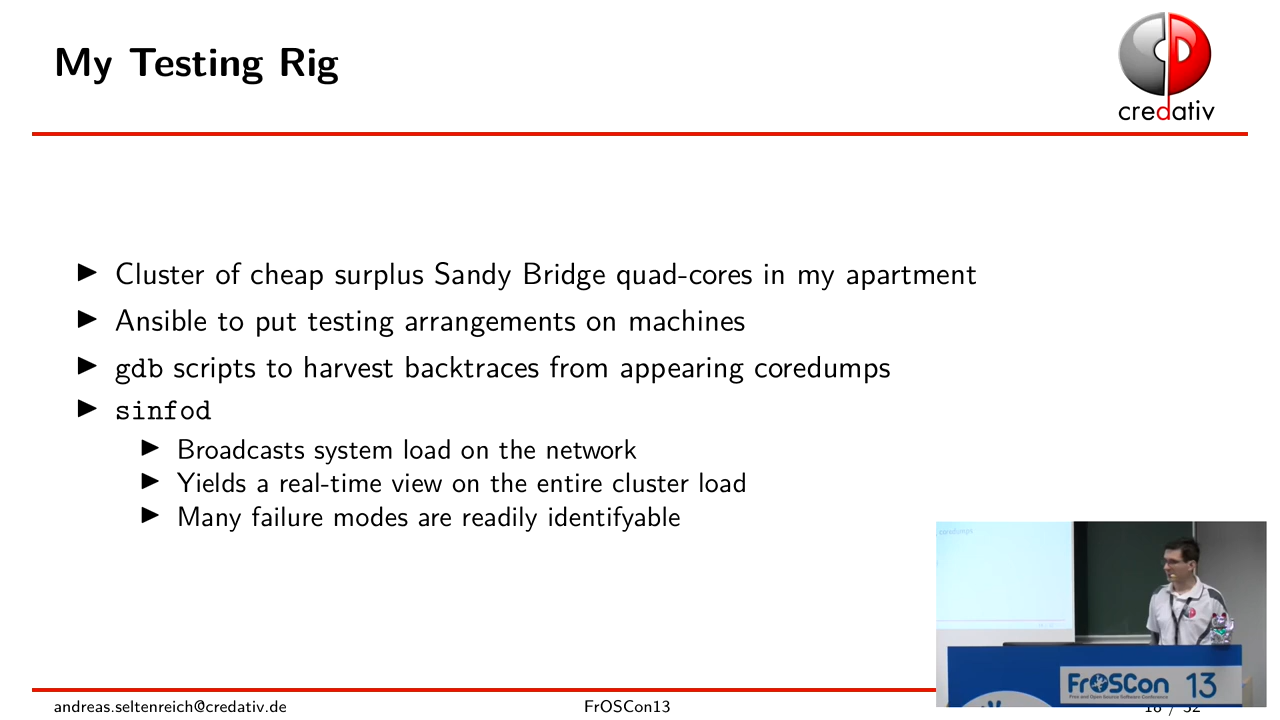 My Testing Rig
credativ
Cluster of cheap surplus Sandy Bridge quad-cores in my apartment
Ansible to put testing arrangements on machines
gdb scripts to harvest backtraces from appearing coredumps
sinfod
Broadcasts system load on the network
Yields a real-time view on the entire cluster load
Many failure modes are readily identifyable
coredumps
FrOSCon 13
Free and Open Source Software Conference
andreas.seltenreich@credativ.de
FrOSCon13